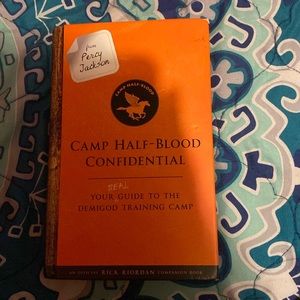 from
Percy
Jackson
CAMP HALF-BLOOD
CAMP HALF-BLOOD
CONFIDENTIAL
REAL
YOUR GUIDE TO THE
DEMIGOD TRAINING CAMP
AN OFFICIAL RICK RIORDAN COMPANION BOOK